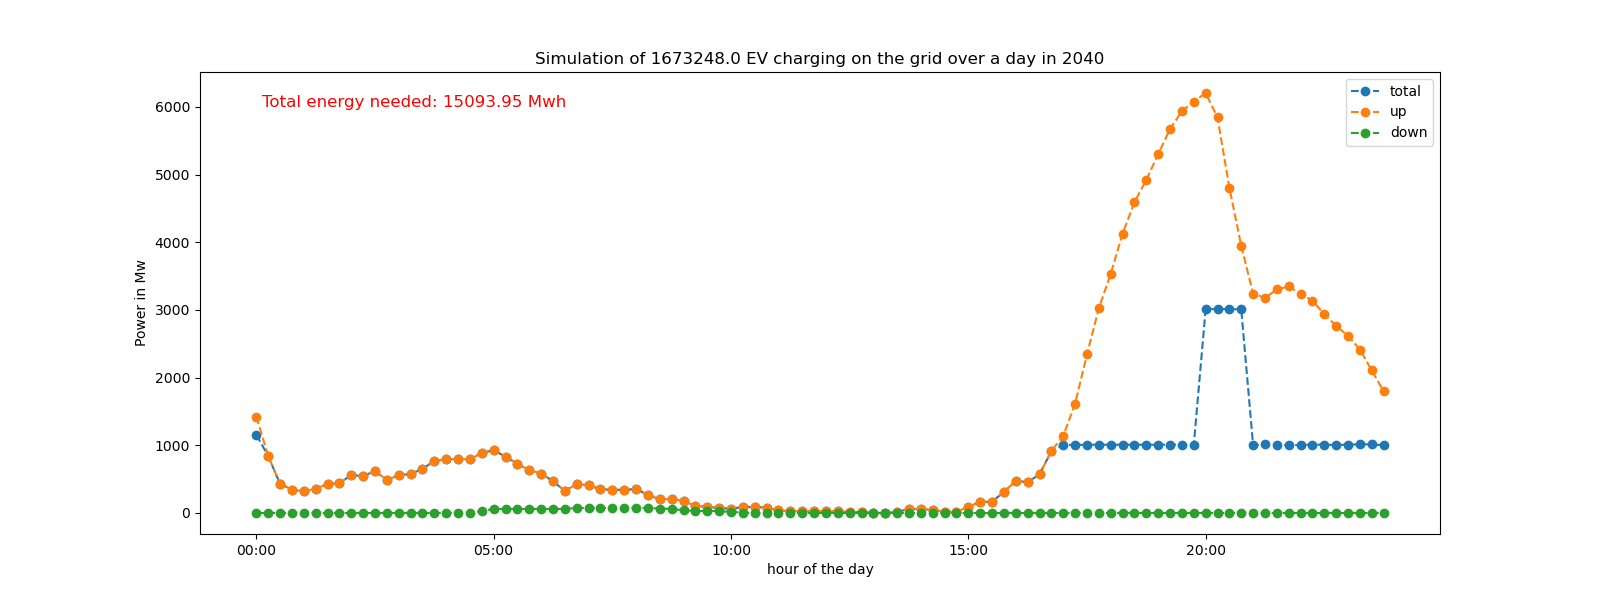 Simulation of 1673248.0 EV charging on the grid over a day in 2040
Total energy needed: 15093.95 Mwh
total
up
down
Power in Mw
6000
5000
4000
3000
2000
1000
0
00:00
05:00
10:00
15:00
20:00
hour of the day